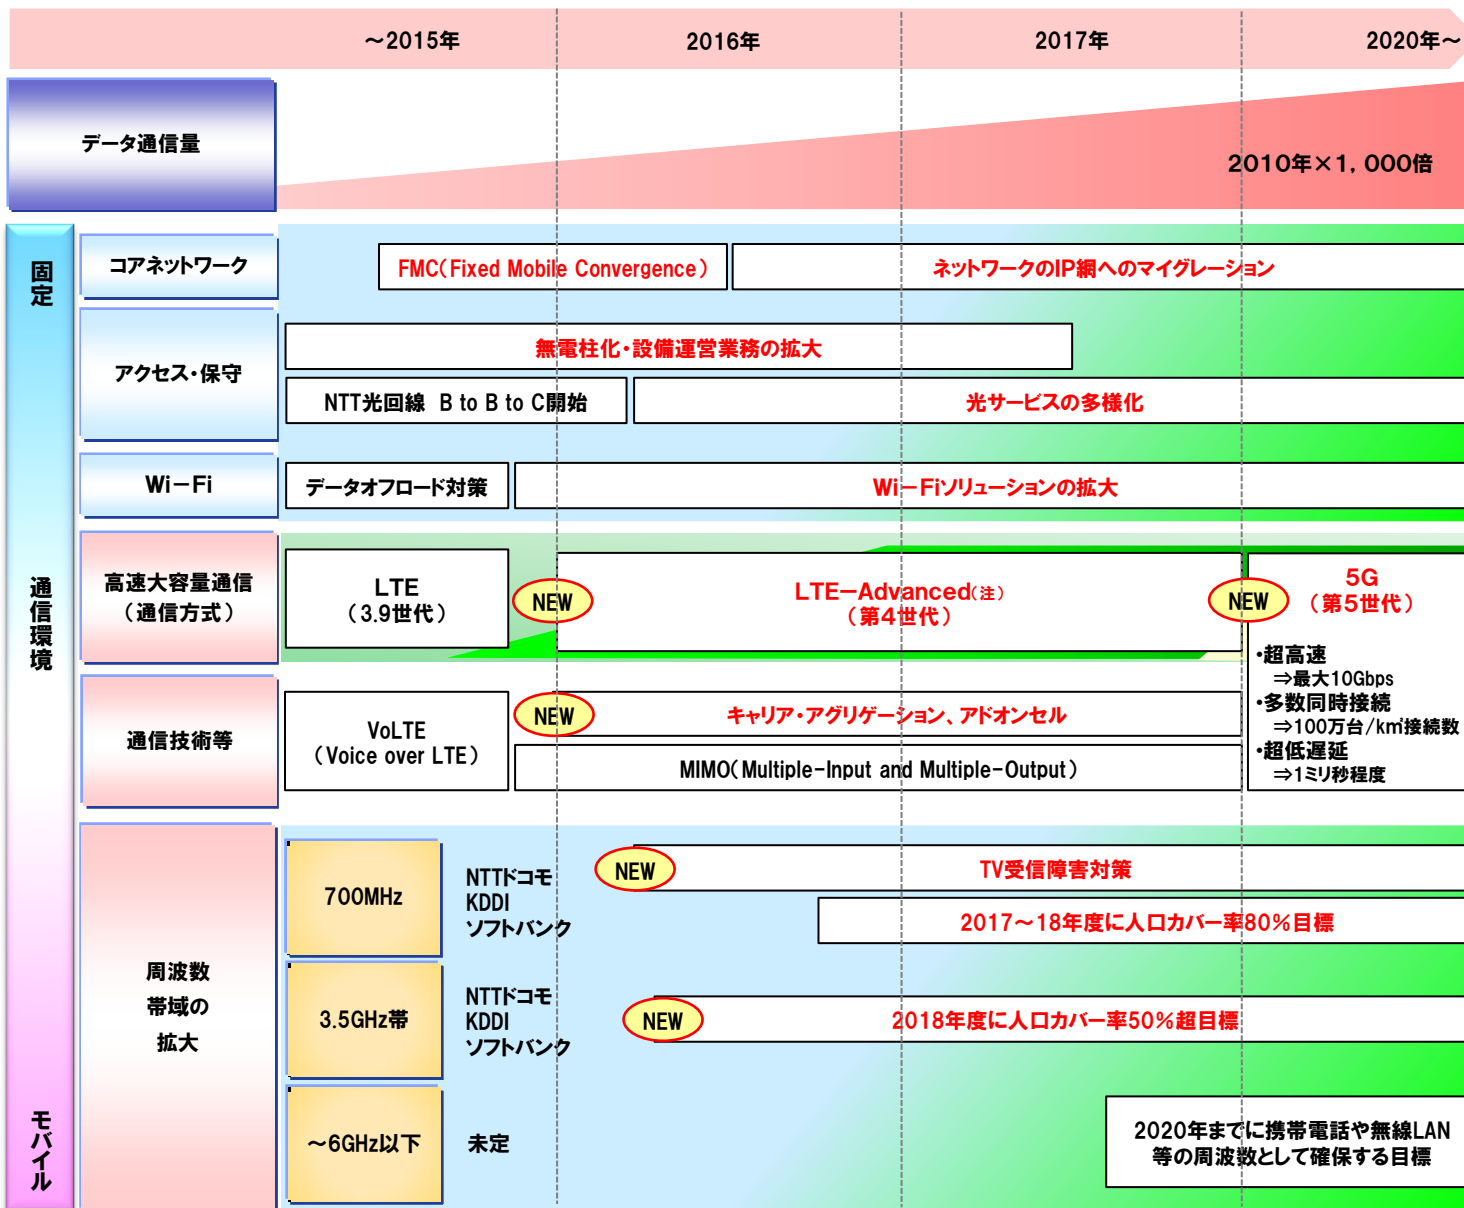 ～2015年
2016年
2017年
2020年～
データ通信量
2010年×1，000倍
固定
通信環境
モバイル
コアネットワーク
FMC（Fixed Mobile Convergence）
ネットワークのIP網へのマイグレーション
アクセス・保守
無電柱化・設備運営業務の拡大
NTT光回線 B to B to C開始
光サービスの多様化
Wi－Fi
データオフロード対策
Wi－Fiソリューションの拡大
高速大容量通信
（通信方式）
LTE
（3.9世代）
NEW
LTE－Advanced（注）
（第4世代）
NEW
5G
（第5世代）
・超高速
⇒最大10Gbps
・多数同時接続
⇒100万台/k㎡接続数
・超低遅延
⇒1ミリ秒程度
通信技術等
VoLTE
（Voice over LTE）
NEW
キャリア・アグリゲーション、アドオンセル
MIMO（Multiple-Input and Multiple-Output）
周波数
帯域の
拡大
700MHz
NTTドコモ
KDDI
ソフトバンク
NEW
TV受信障害対策
2017～18年度に人口カバー率80％目標
3.5GHz帯
NTTドコモ
KDDI
ソフトバンク
NEW
2018年度に人口カバー率50％超目標
～6GHz以下
未定
2020年までに携帯電話や無線LAN
等の周波数として確保する目標